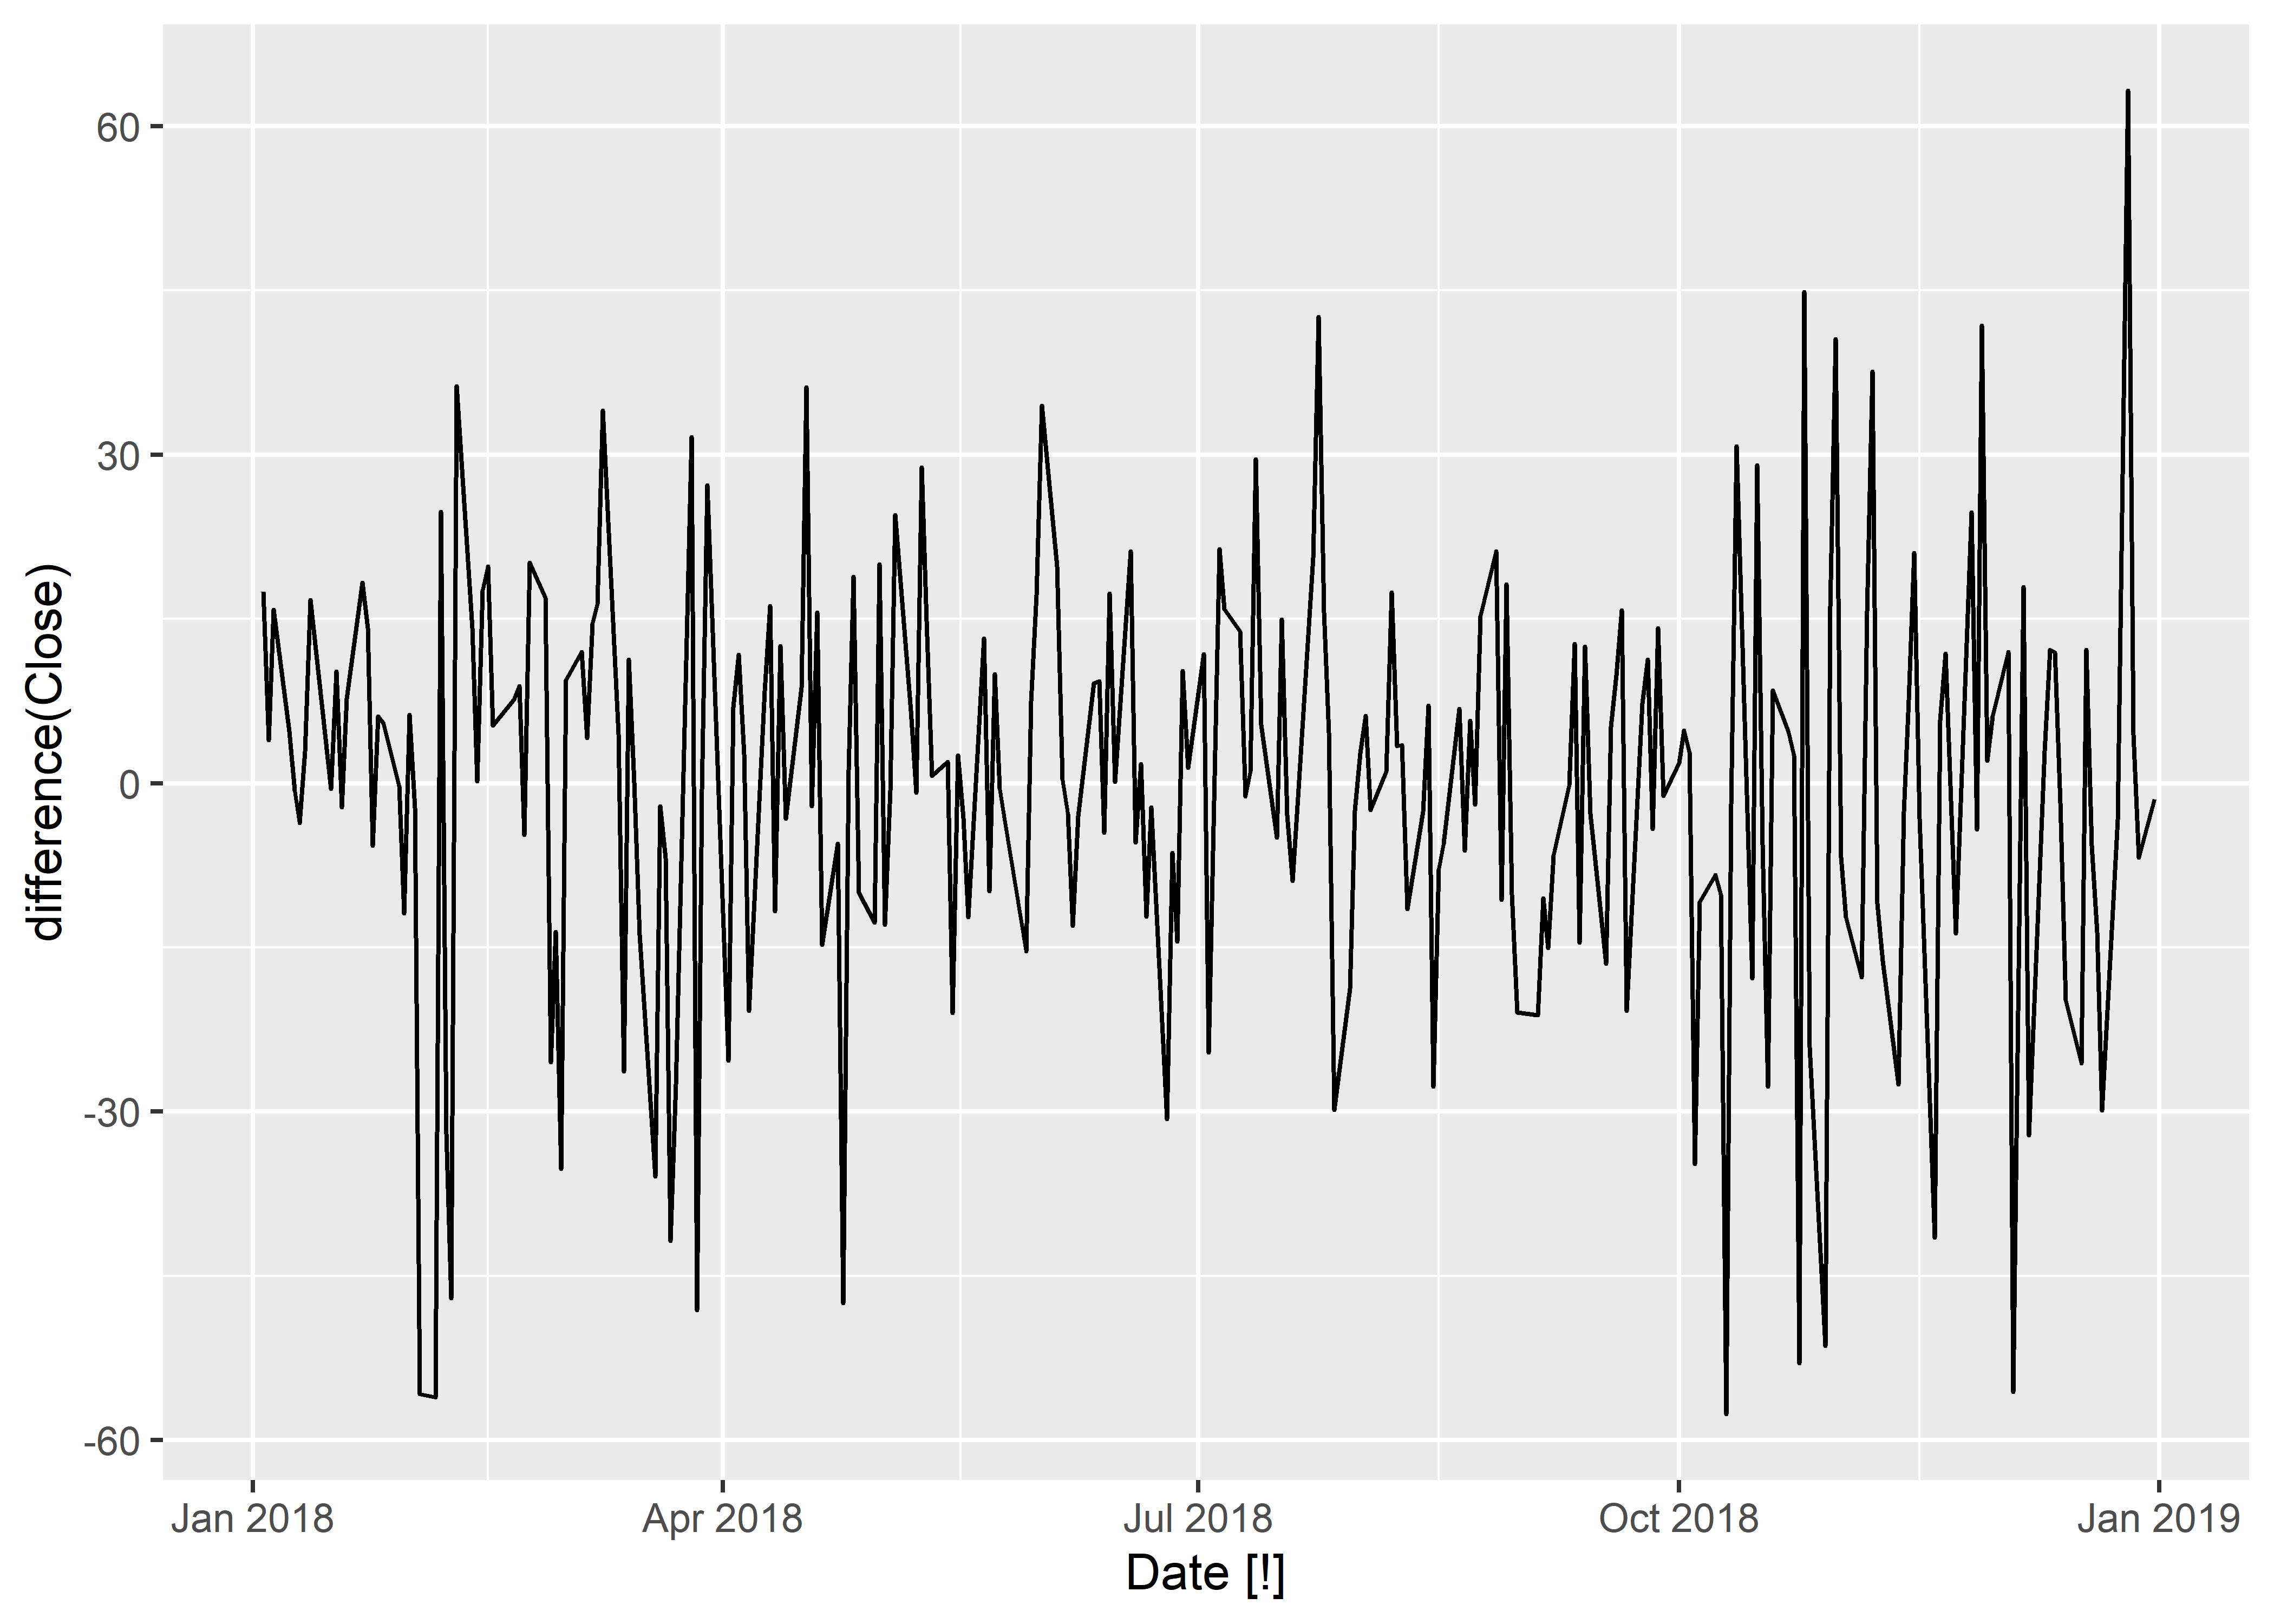 difference(Close)
60
30
0
-30
-60
Jan 2018
Apr 2018
Jul 2018
Oct 2018
Jan 2019
Date [!]